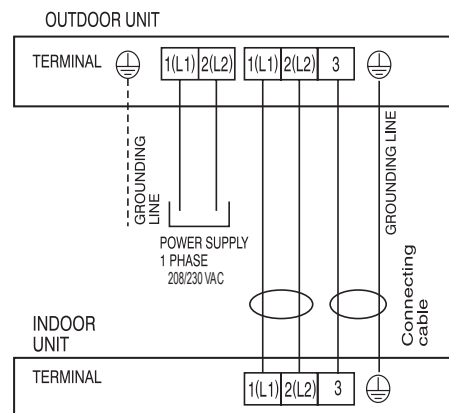 OUTDOOR UNIT
TERMINAL
1(L1) 2(L2) 1(L1) 2(L2) 3
GROUNDING
LINE
GROUNDING LINE
POWER SUPPLY
1 PHASE
208/230 VAC
Connecting
cable
INDOOR
UNIT
TERMINAL
1(L1) 2(L2) 3